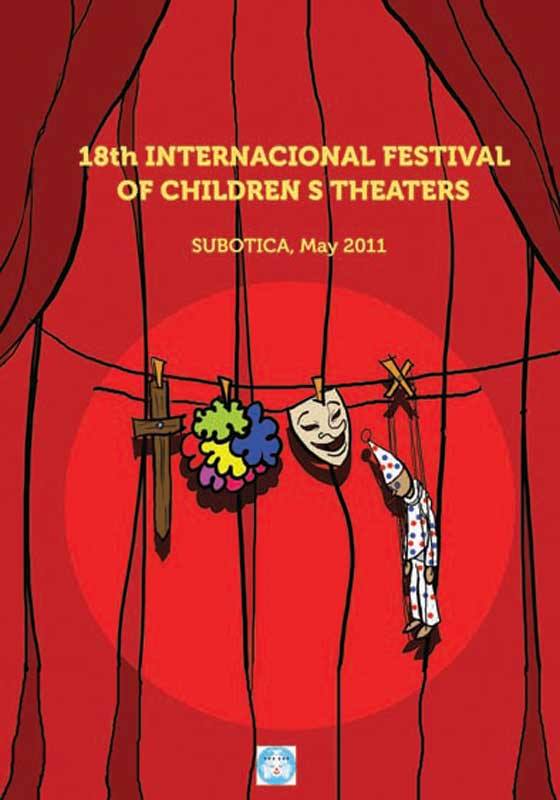 18th INTERNACIONAL FESTIVAL
OF CHILDREN S THEATERS
SUBOTICA, May 2011